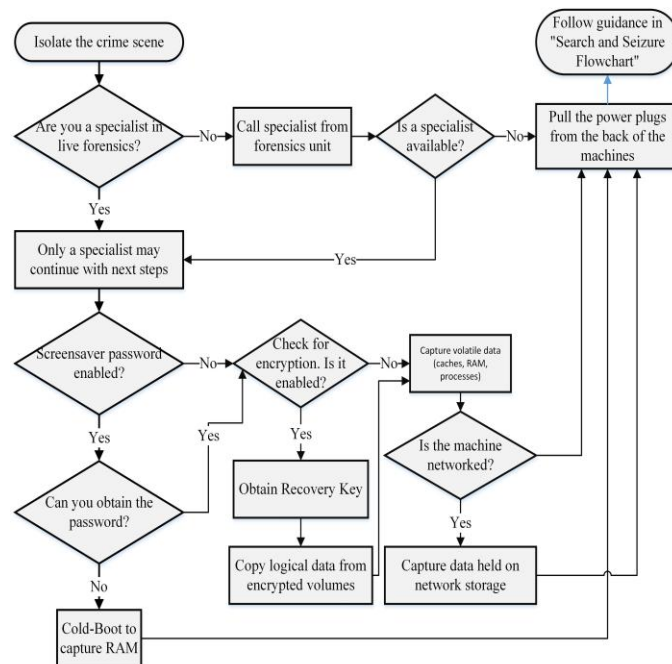 Isolate the crime scene
Follow guidance in
"Search and Seizure
Flowchart"
Are you a specialist in
live forensics?
No
Call specialist from
forensics unit
Is a specialist
available?
No
Pull the power plugs
from the back of the
machines
Yes
Yes
Only a specialist may
continue with next steps
Screensaver password
enabled?
No
Check for
encryption. Is it
enabled?
No
Capture volatile data
(caches, RAM,
processes)
Yes
Yes
Yes
Is the machine
networked?
Can you obtain the
password?
Obtain Recovery Key
Yes
Copy logical data from
encrypted volumes
Capture data held on
network storage
No
Cold-Boot to
capture RAM